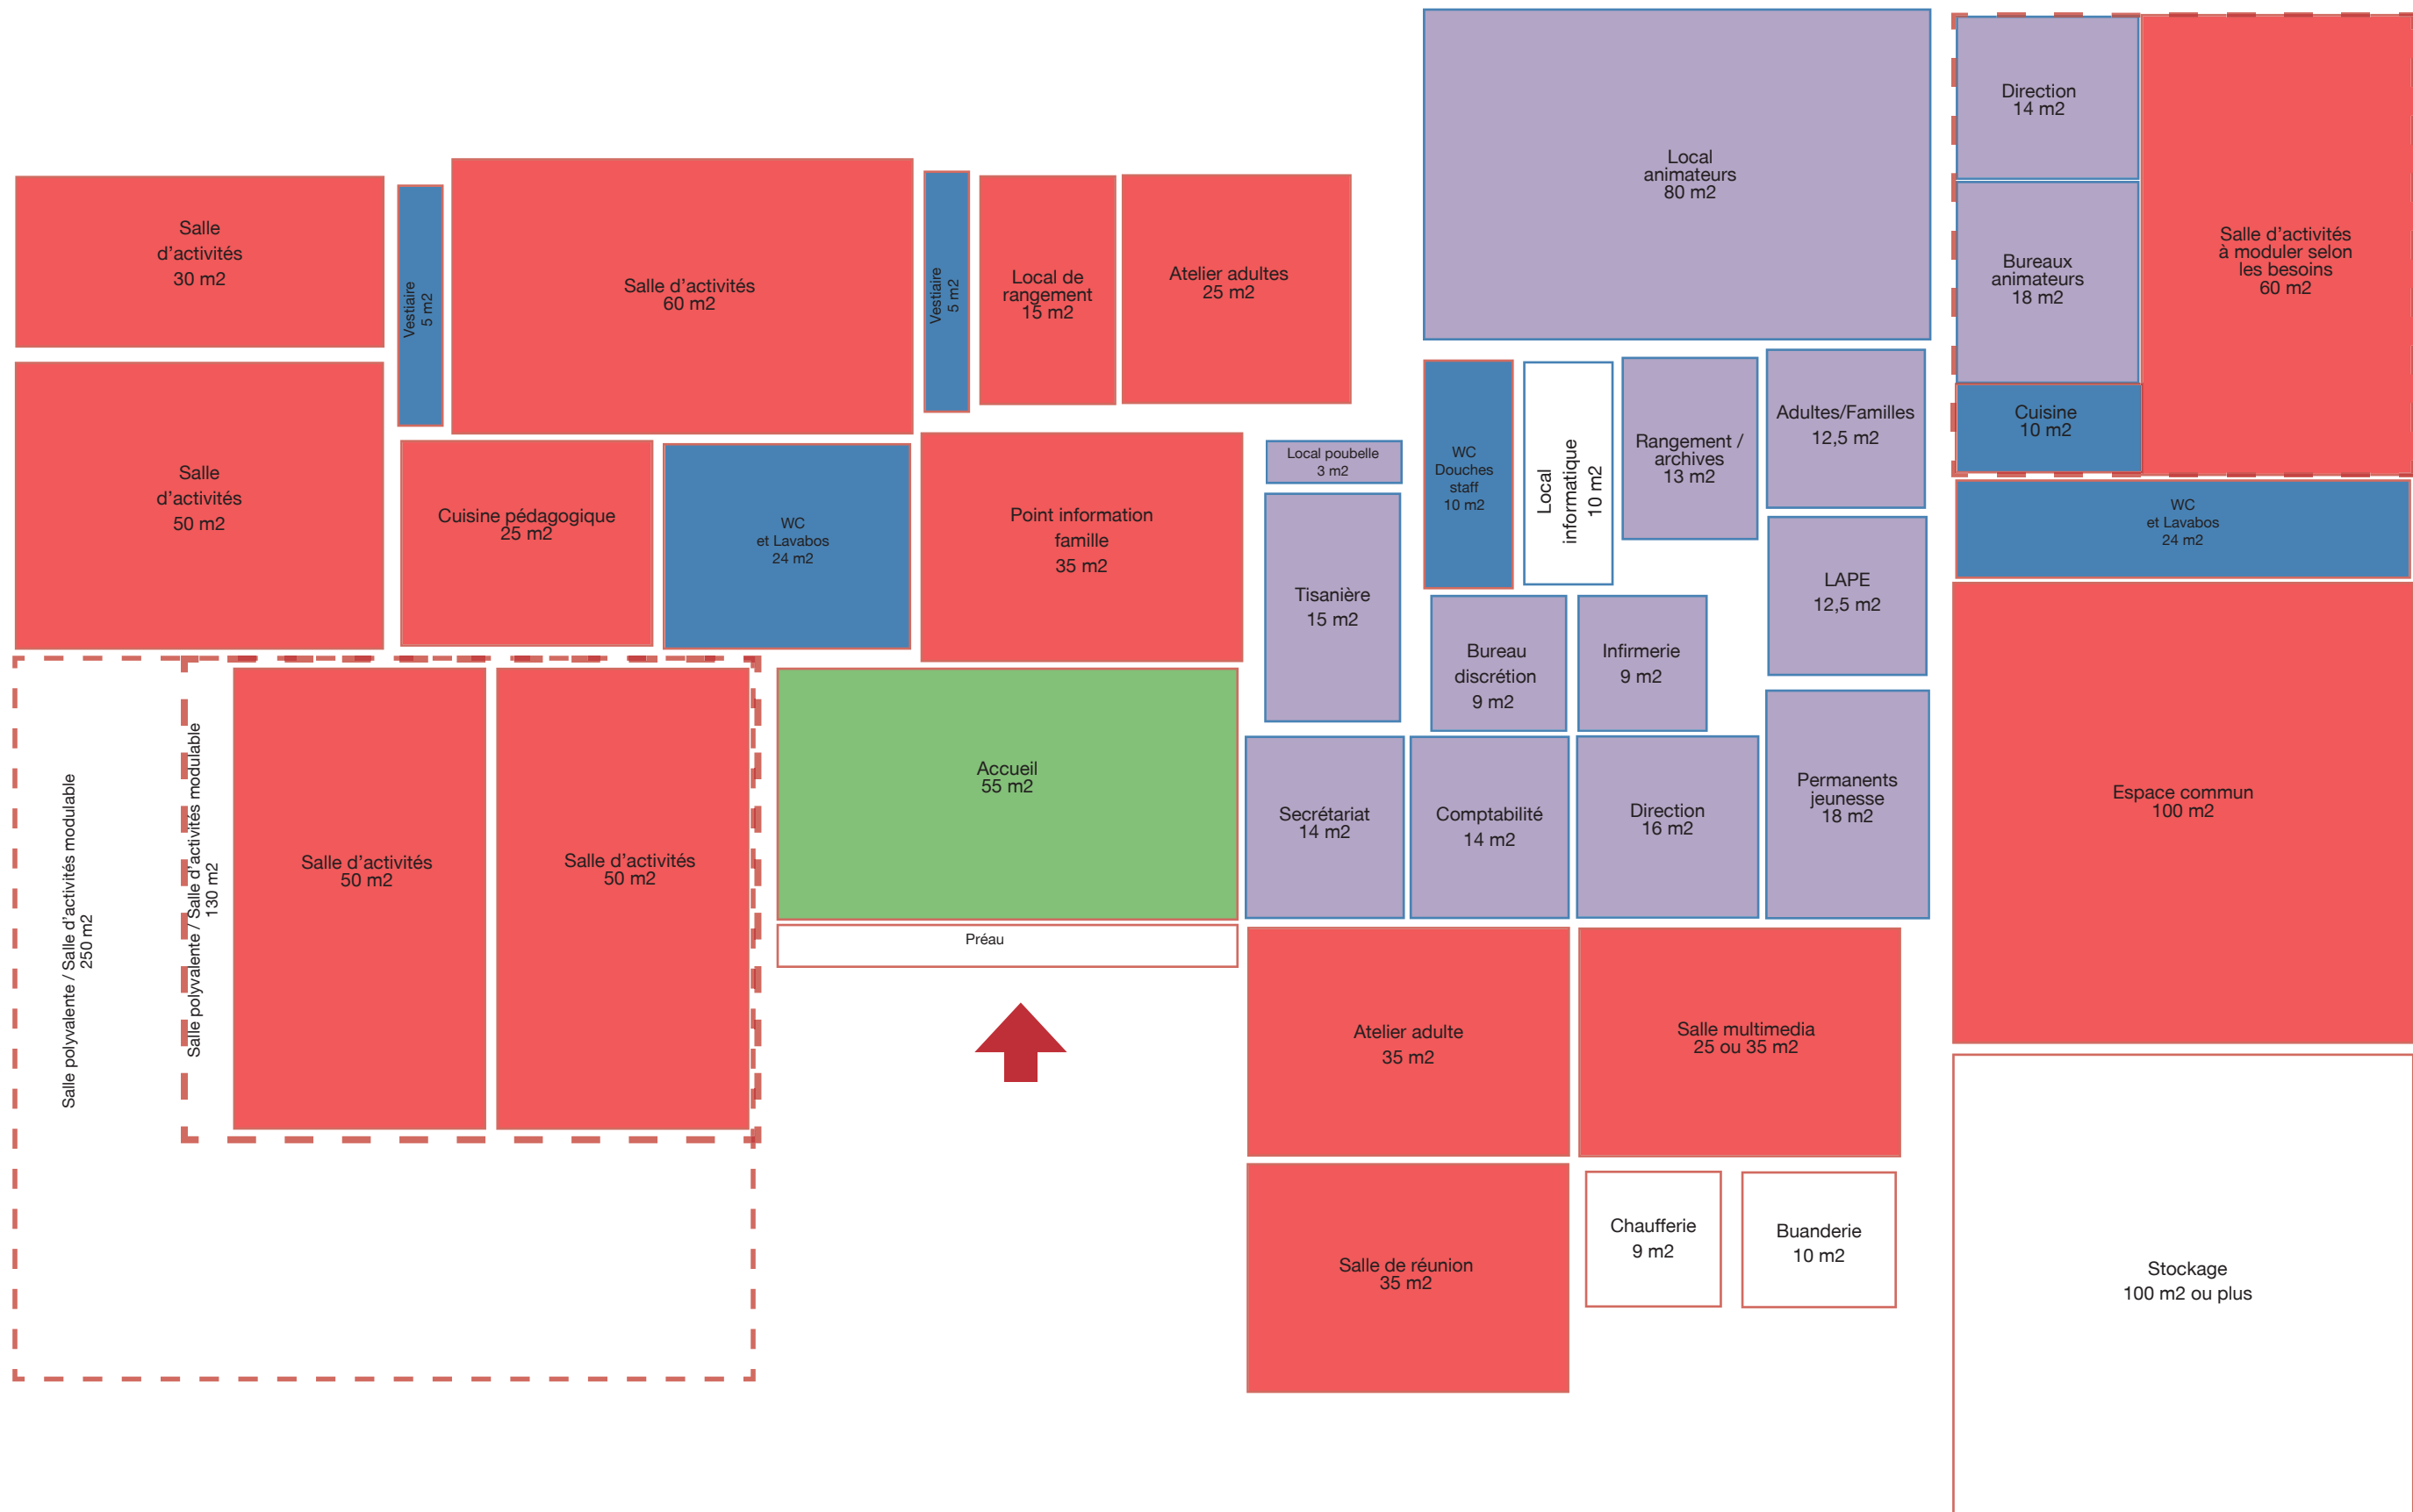 Salle
d'activités
30 m2
Vestiaire
5 m2
Salle d'activités
60 m2
Vestiaire
5 m2
Local de
rangement
15 m2
Atelier adultes
25 m2
Local
animateurs
80 m2
Direction
14 m2
Bureaux
animateurs
18 m2
Cuisine
10 m2
Salle d'activités
à moduler selon
les besoins
60 m2
Salle
d'activités
50 m2
Cuisine pédagogique
25 m2
WC
et Lavabos
24 m2
Point information
famille
35 m2
Local poubelle
3 m2
Tisanière
15 m2
WC
Douches
staff
10 m2
Local
informatique
10 m2
Rangement /
archives
13 m2
Adultes/Familles
12,5 m2
LAPE
12,5 m2
WC
et Lavabos
24 m2
Bureau
discrétion
9 m2
Infirmerie
9 m2
Salle polyvalente / Salle d'activités modulable
250 m2
Salle polyvalente / Salle d'activités modulable
130 m2
Salle d'activités
50 m2
Salle d'activités
50 m2
Accueil
55 m2
Préau
Secrétariat
14 m2
Comptabilité
14 m2
Direction
16 m2
Permanents
jeunesse
18 m2
Espace commun
100 m2
Atelier adulte
35 m2
Salle multimedia
25 ou 35 m2
Salle de réunion
35 m2
Chaufferie
9 m2
Buanderie
10 m2
Stockage
100 m2 ou plus